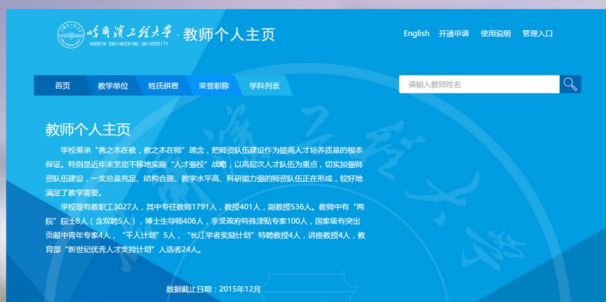 哈尔滨工程大学·教师个人主页
HARBIN ENGINEERING UNIVERSITY
English 开通申请 使用说明 管理入口
首页 教学单位 姓氏拼音 荣誉职称 学科列表
请输入教师姓名
教师个人主页
学校秉承“善之本在教，教之本在师”理念，把师资队伍建设作为提高人才培养质量的根本
保证。特别是近年来坚定不移地实施“人才强校”战略，以高层次人才队伍为重点，切实加强师
资队伍建设，一支总量充足、结构合理、教学水平高、科研能力强的师资队伍正在形成，较好地
满足了教学需要。
学校现有教职工3027人，其中专任教师1791人，教授401人，副教授536人。教师中有“两
院”院士8人（含双聘5人），博士生导师406人，享受政府特殊津贴专家100人，国家级有突出
贡献中青年专家4人，“千人计划”5人，“长江学者奖励计划”特聘教授4人，讲座教授4人，教
育部“新世纪优秀人才支持计划”入选者24人。
数据截止日期：2015年12月